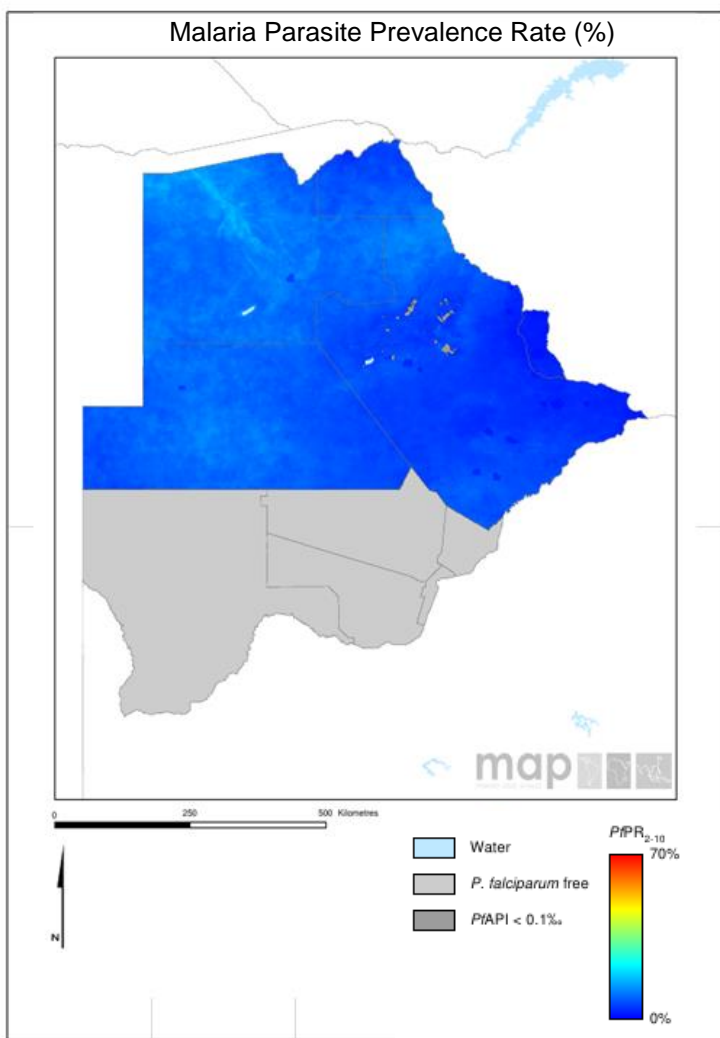 Malaria Parasite Prevalence Rate (%)
map
0 250 500 Kilometres
N
Water
P. falciparum free
PfAPI < 0.1‰
PfPR2-10
70%
0%